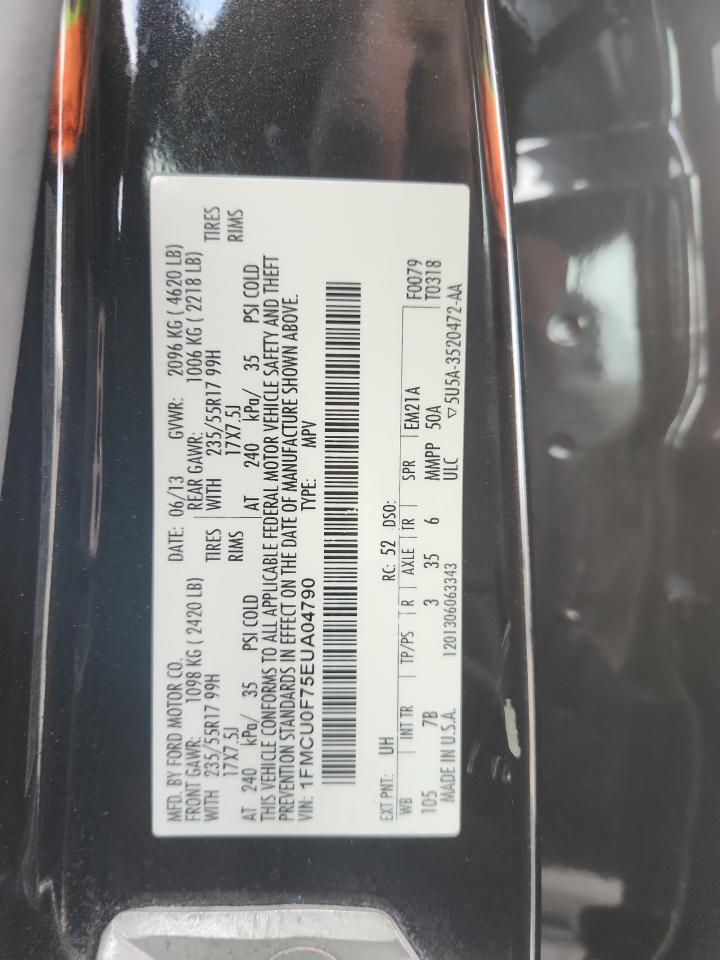 MFD. BY FORD MOTOR CO. DATE: 06/13 GVWR: 2096 KG ( 4620 LB)
FRONT GAWR: 1098 KG ( 2420 LB) REAR GAWR: 1006 KG ( 2218 LB)
WITH 235/55R17 99H TIRES WITH 235/55R17 99H TIRES
17X7.5J RIMS 17X7.5J RIMS
AT 240 kPa/ 35 PSI COLD AT 240 kPa/ 35 PSI COLD
THIS VEHICLE CONFORMS TO ALL APPLICABLE FEDERAL MOTOR VEHICLE SAFETY AND THEFT
PREVENTION STANDARDS IN EFFECT ON THE DATE OF MANUFACTURE SHOWN ABOVE.
VIN: 1FMCU0F75EUA04790 TYPE: MPV
EXT PNT: UH RC: 52 DSO: F0079
WB INT TR TP/PS R AXLE TR SPR EM21A T0318
105 7B 3 35 6 MMPP 50A
MADE IN U.S.A. 1201306063343 ULC ▽5U5A-3520472-AA